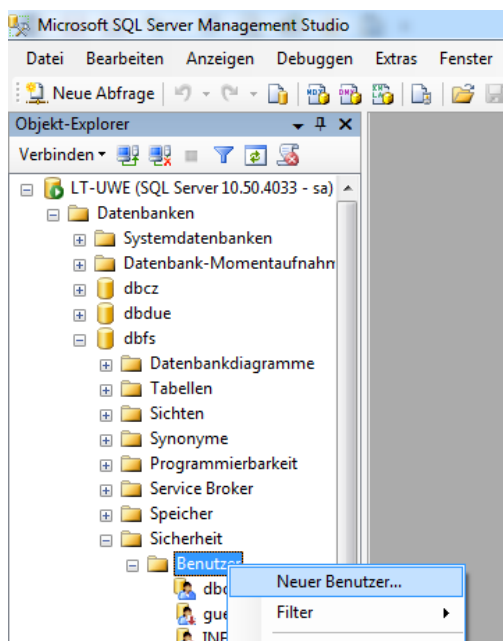 Microsoft SQL Server Management Studio
Datei Bearbeiten Anzeigen Debuggen Extras Fenster
Neue Abfrage
Objekt-Explorer
Verbinden
LT-UWE (SQL Server 10.50.4033 - sa)
Datenbanken
Systemdatenbanken
Datenbank-Momentaufnahm
dbcz
dbdue
dbfs
Datenbankdiagramme
Tabellen
Sichten
Synonyme
Programmierbarkeit
Service Broker
Speicher
Sicherheit
Benutzer
Neuer Benutzer...
Filter